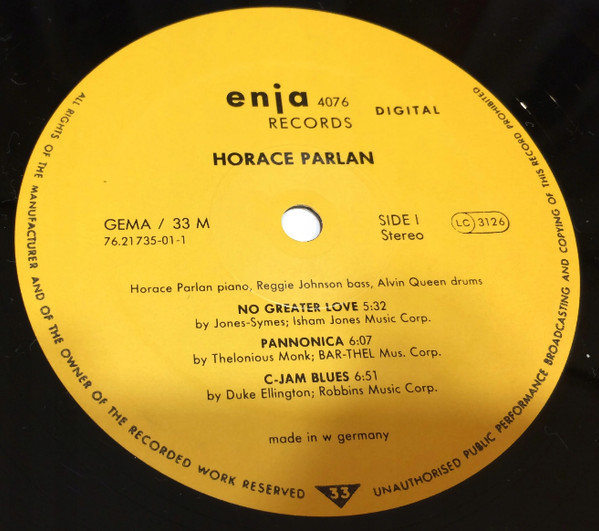 enja 4076
RECORDS
DIGITAL
HORACE PARLAN
GEMA / 33 M
76.21735-01-1
SIDE I
Stereo
LC 3126
Horace Parlan piano, Reggie Johnson bass, Alvin Queen drums
NO GREATER LOVE 5:32
by Jones-Symes; Isham Jones Music Corp.
PANNONICA 6:07
by Thelonious Monk; BAR-THEL Mus. Corp.
C-JAM BLUES 6:51
by Duke Ellington; Robbins Music Corp.
made in w germany
ALL RIGHTS OF THE MANUFACTURER AND OF THE OWNER OF THE RECORDED WORK RESERVED
33
UNAUTHORISED PUBLIC PERFORMANCE BROADCASTING AND COPYING OF THIS RECORD PROHIBITED